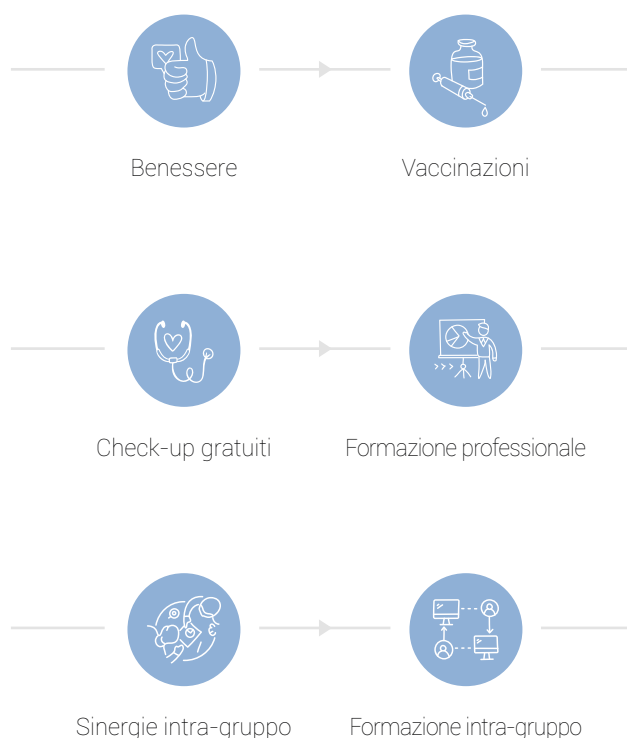 Benessere
Vaccinazioni
Check-up gratuiti
Formazione professionale
Sinergie intra-gruppo
Formazione intra-gruppo